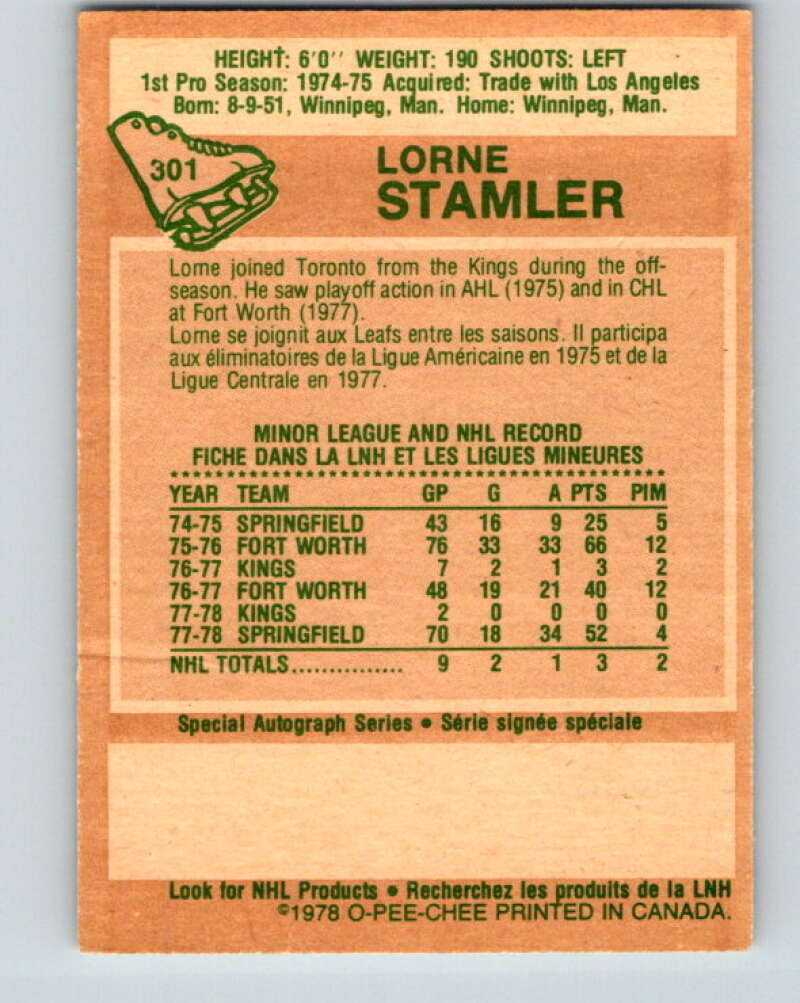 HEIGHT: 6'0'' WEIGHT: 190 SHOOTS: LEFT
1st Pro Season: 1974-75 Acquired: Trade with Los Angeles
Born: 8-9-51, Winnipeg, Man. Home: Winnipeg, Man.
301
LORNE
STAMLER
Lorne joined Toronto from the Kings during the off-
season. He saw playoff action in AHL (1975) and in CHL
at Fort Worth (1977).
Lorne se joignit aux Leafs entre les saisons. Il participa
aux éliminatoires de la Ligue Américaine en 1975 et de la
Ligue Centrale en 1977.
MINOR LEAGUE AND NHL RECORD
FICHE DANS LA LNH ET LES LIGUES MINEURES
YEAR TEAM GP G A PTS PIM
74-75 SPRINGFIELD 43 16 9 25 5
75-76 FORT WORTH 76 33 33 66 12
76-77 KINGS 7 2 1 3 2
76-77 FORT WORTH 48 19 21 40 12
77-78 KINGS 2 0 0 0 0
77-78 SPRINGFIELD 70 18 34 52 4
NHL TOTALS............... 9 2 1 3 2
Special Autograph Series • Série signée spéciale
Look for NHL Products • Recherchez les produits de la LNH
©1978 O-PEE-CHEE PRINTED IN CANADA.